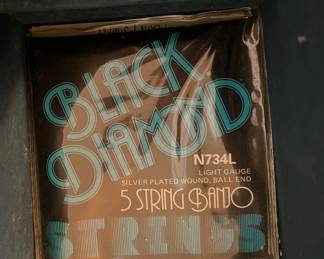 BLACK
DIAMOND
N734L
LIGHT GAUGE
SILVER PLATED WOUND, BALL END
5 STRING BANJO
STRINGS